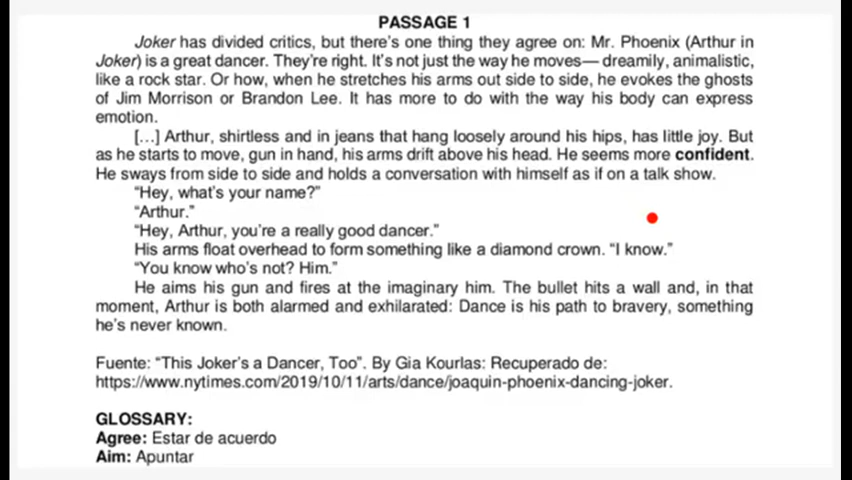 PASSAGE 1
Joker has divided critics, but there's one thing they agree on: Mr. Phoenix (Arthur in
Joker) is a great dancer. They're right. It's not just the way he moves— dreamily, animalistic,
like a rock star. Or how, when he stretches his arms out side to side, he evokes the ghosts
of Jim Morrison or Brandon Lee. It has more to do with the way his body can express
emotion.
[…] Arthur, shirtless and in jeans that hang loosely around his hips, has little joy. But
as he starts to move, gun in hand, his arms drift above his head. He seems more confident.
He sways from side to side and holds a conversation with himself as if on a talk show.
“Hey, what's your name?”
“Arthur.”
“Hey, Arthur, you're a really good dancer.”
His arms float overhead to form something like a diamond crown. “I know.”
“You know who's not? Him.”
He aims his gun and fires at the imaginary him. The bullet hits a wall and, in that
moment, Arthur is both alarmed and exhilarated: Dance is his path to bravery, something
he's never known.
Fuente: “This Joker's a Dancer, Too”. By Gia Kourlas: Recuperado de:
https://www.nytimes.com/2019/10/11/arts/dance/joaquin-phoenix-dancing-joker.
GLOSSARY:
Agree: Estar de acuerdo
Aim: Apuntar